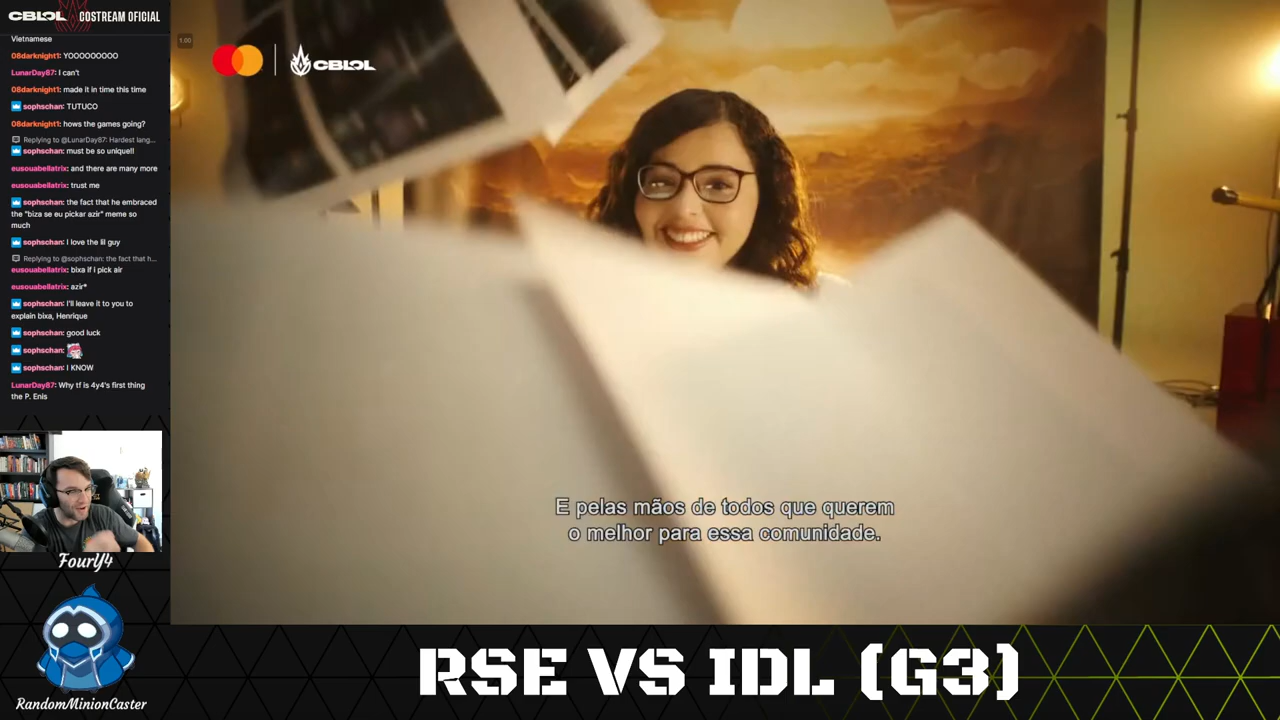 CBLOL COSTREAM OFICIAL
Vietnamese
08darknight1: YOOOOOOOOO
LunarDay87: I can't
08darknight1: made it in time this time
sophschan: TUTUCO
08darknight1: hows the games going?
Replying to @LunarDay87: Hardest lang...
sophschan: must be so unique!!
eusouabellatrix: and there are many more
eusouabellatrix: trust me
sophschan: the fact that he embraced
the "biza se eu pickar azir" meme so
much
sophschan: I love the lil guy
Replying to @sophschan: the fact that h...
eusouabellatrix: bixa if i pick air
eusouabellatrix: azir*
sophschan: I'll leave it to you to
explain bixa, Henrique
sophschan: good luck
sophschan:
sophschan: I KNOW
LunarDay87: Why tf is 4y4's first thing
the P. Enis
1.00
CBLOL
E pelas mãos de todos que querem
o melhor para essa comunidade.
FourY4
RandomMinionCaster
RSE VS IDL (G3)